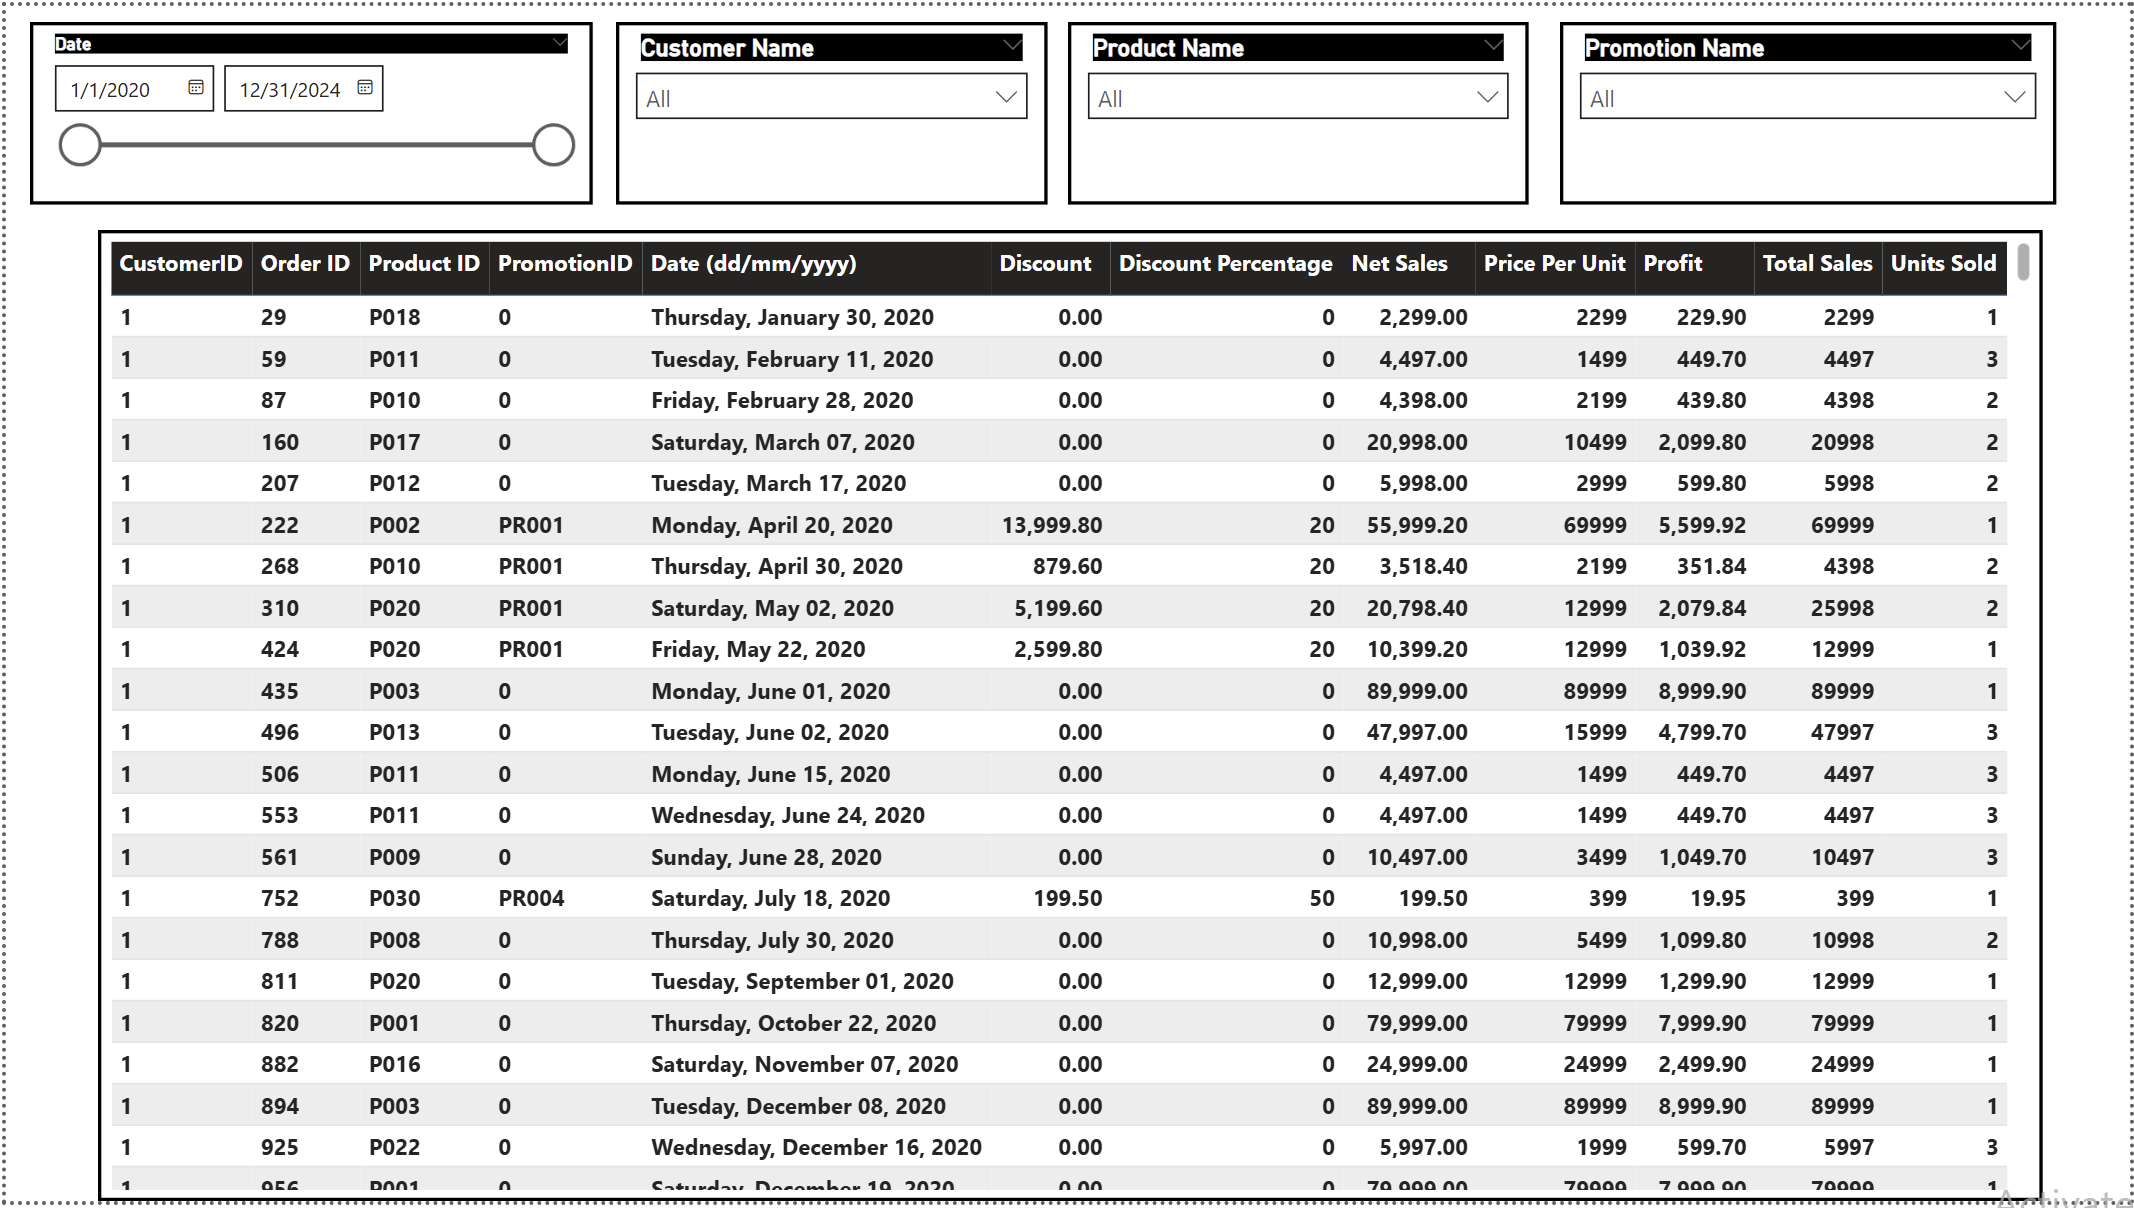 Date
1/1/2020 12/31/2024
Customer Name
All
Product Name
All
Promotion Name
All
CustomerID Order ID Product ID PromotionID Date (dd/mm/yyyy) Discount Discount Percentage Net Sales Price Per Unit Profit Total Sales Units Sold
1 29 P018 0 Thursday, January 30, 2020 0.00 0 2,299.00 2299 229.90 2299 1
1 59 P011 0 Tuesday, February 11, 2020 0.00 0 4,497.00 1499 449.70 4497 3
1 87 P010 0 Friday, February 28, 2020 0.00 0 4,398.00 2199 439.80 4398 2
1 160 P017 0 Saturday, March 07, 2020 0.00 0 20,998.00 10499 2,099.80 20998 2
1 207 P012 0 Tuesday, March 17, 2020 0.00 0 5,998.00 2999 599.80 5998 2
1 222 P002 PR001 Monday, April 20, 2020 13,999.80 20 55,999.20 69999 5,599.92 69999 1
1 268 P010 PR001 Thursday, April 30, 2020 879.60 20 3,518.40 2199 351.84 4398 2
1 310 P020 PR001 Saturday, May 02, 2020 5,199.60 20 20,798.40 12999 2,079.84 25998 2
1 424 P020 PR001 Friday, May 22, 2020 2,599.80 20 10,399.20 12999 1,039.92 12999 1
1 435 P003 0 Monday, June 01, 2020 0.00 0 89,999.00 89999 8,999.90 89999 1
1 496 P013 0 Tuesday, June 02, 2020 0.00 0 47,997.00 15999 4,799.70 47997 3
1 506 P011 0 Monday, June 15, 2020 0.00 0 4,497.00 1499 449.70 4497 3
1 553 P011 0 Wednesday, June 24, 2020 0.00 0 4,497.00 1499 449.70 4497 3
1 561 P009 0 Sunday, June 28, 2020 0.00 0 10,497.00 3499 1,049.70 10497 3
1 752 P030 PR004 Saturday, July 18, 2020 199.50 50 199.50 399 19.95 399 1
1 788 P008 0 Thursday, July 30, 2020 0.00 0 10,998.00 5499 1,099.80 10998 2
1 811 P020 0 Tuesday, September 01, 2020 0.00 0 12,999.00 12999 1,299.90 12999 1
1 820 P001 0 Thursday, October 22, 2020 0.00 0 79,999.00 79999 7,999.90 79999 1
1 882 P016 0 Saturday, November 07, 2020 0.00 0 24,999.00 24999 2,499.90 24999 1
1 894 P003 0 Tuesday, December 08, 2020 0.00 0 89,999.00 89999 8,999.90 89999 1
1 925 P022 0 Wednesday, December 16, 2020 0.00 0 5,997.00 1999 599.70 5997 3
1 956 P001 0 Saturday, December 19, 2020 0.00 0 79,999.00 79999 7,999.90 79999 1
Activate